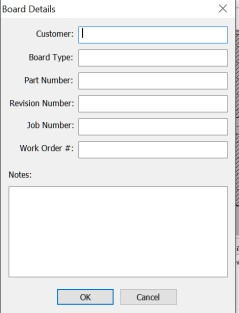 Board Details
Customer:
Board Type:
Part Number:
Revision Number:
Job Number:
Work Order #:
Notes:
OK Cancel